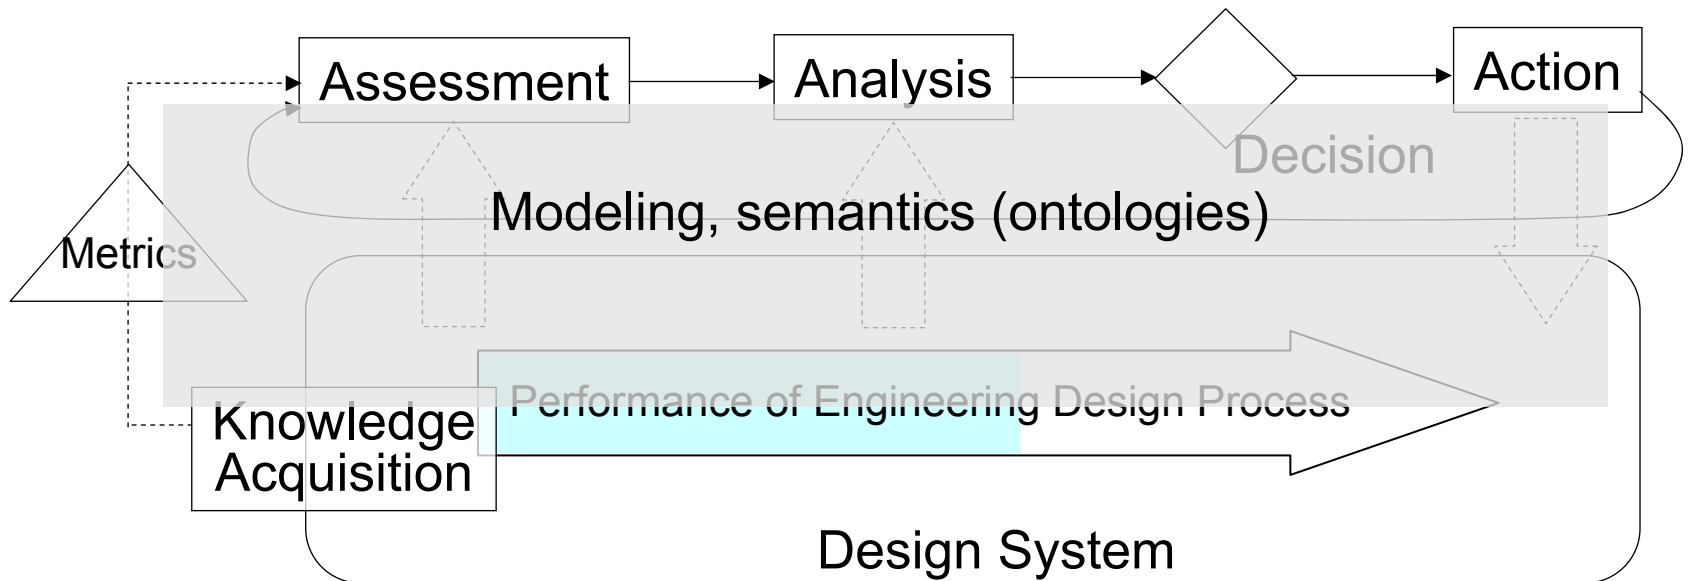 Assessment
Analysis
Action
Decision
Modeling, semantics (ontologies)
Metrics
Performance of Engineering Design Process
Knowledge
Acquisition
Design System